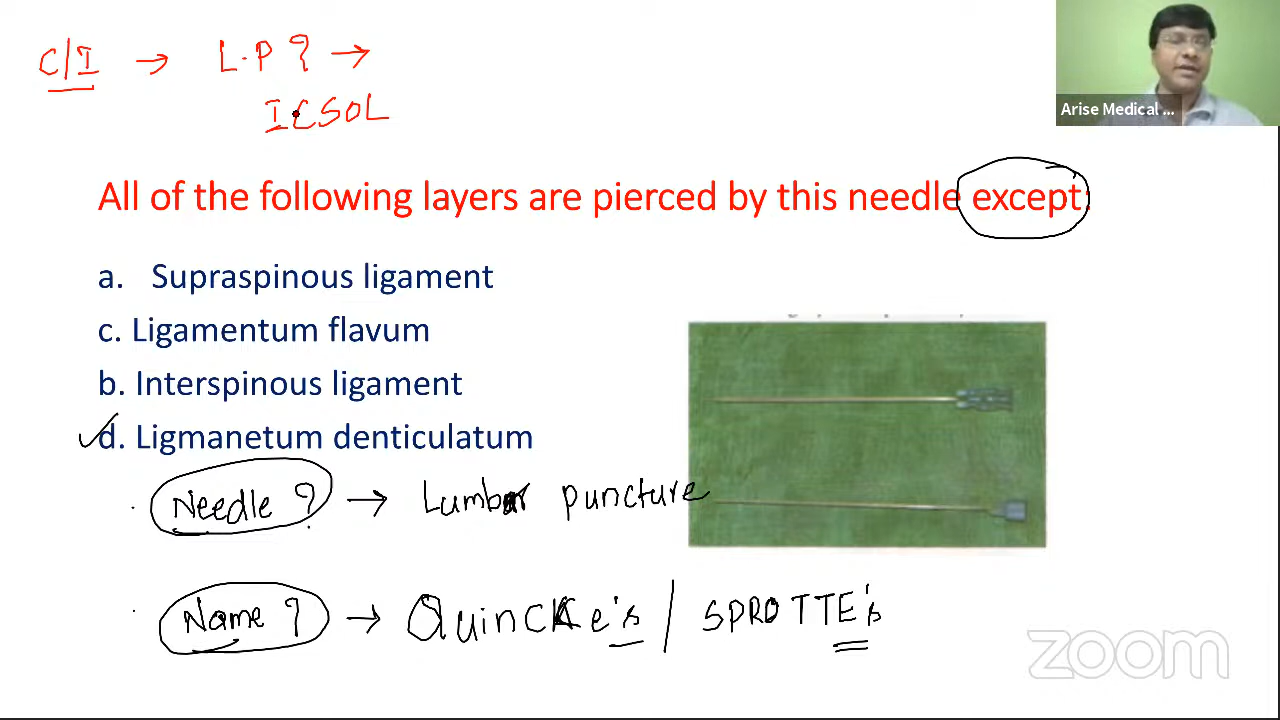 C/I → L.P ? →
ICSOL
Arise Medical ...
All of the following layers are pierced by this needle except:
a. Supraspinous ligament
c. Ligamentum flavum
b. Interspinous ligament
d. Ligmanetum denticulatum
Needle ? → Lumbar puncture
Name ? → Quincke's / SPROTTE's
zoom